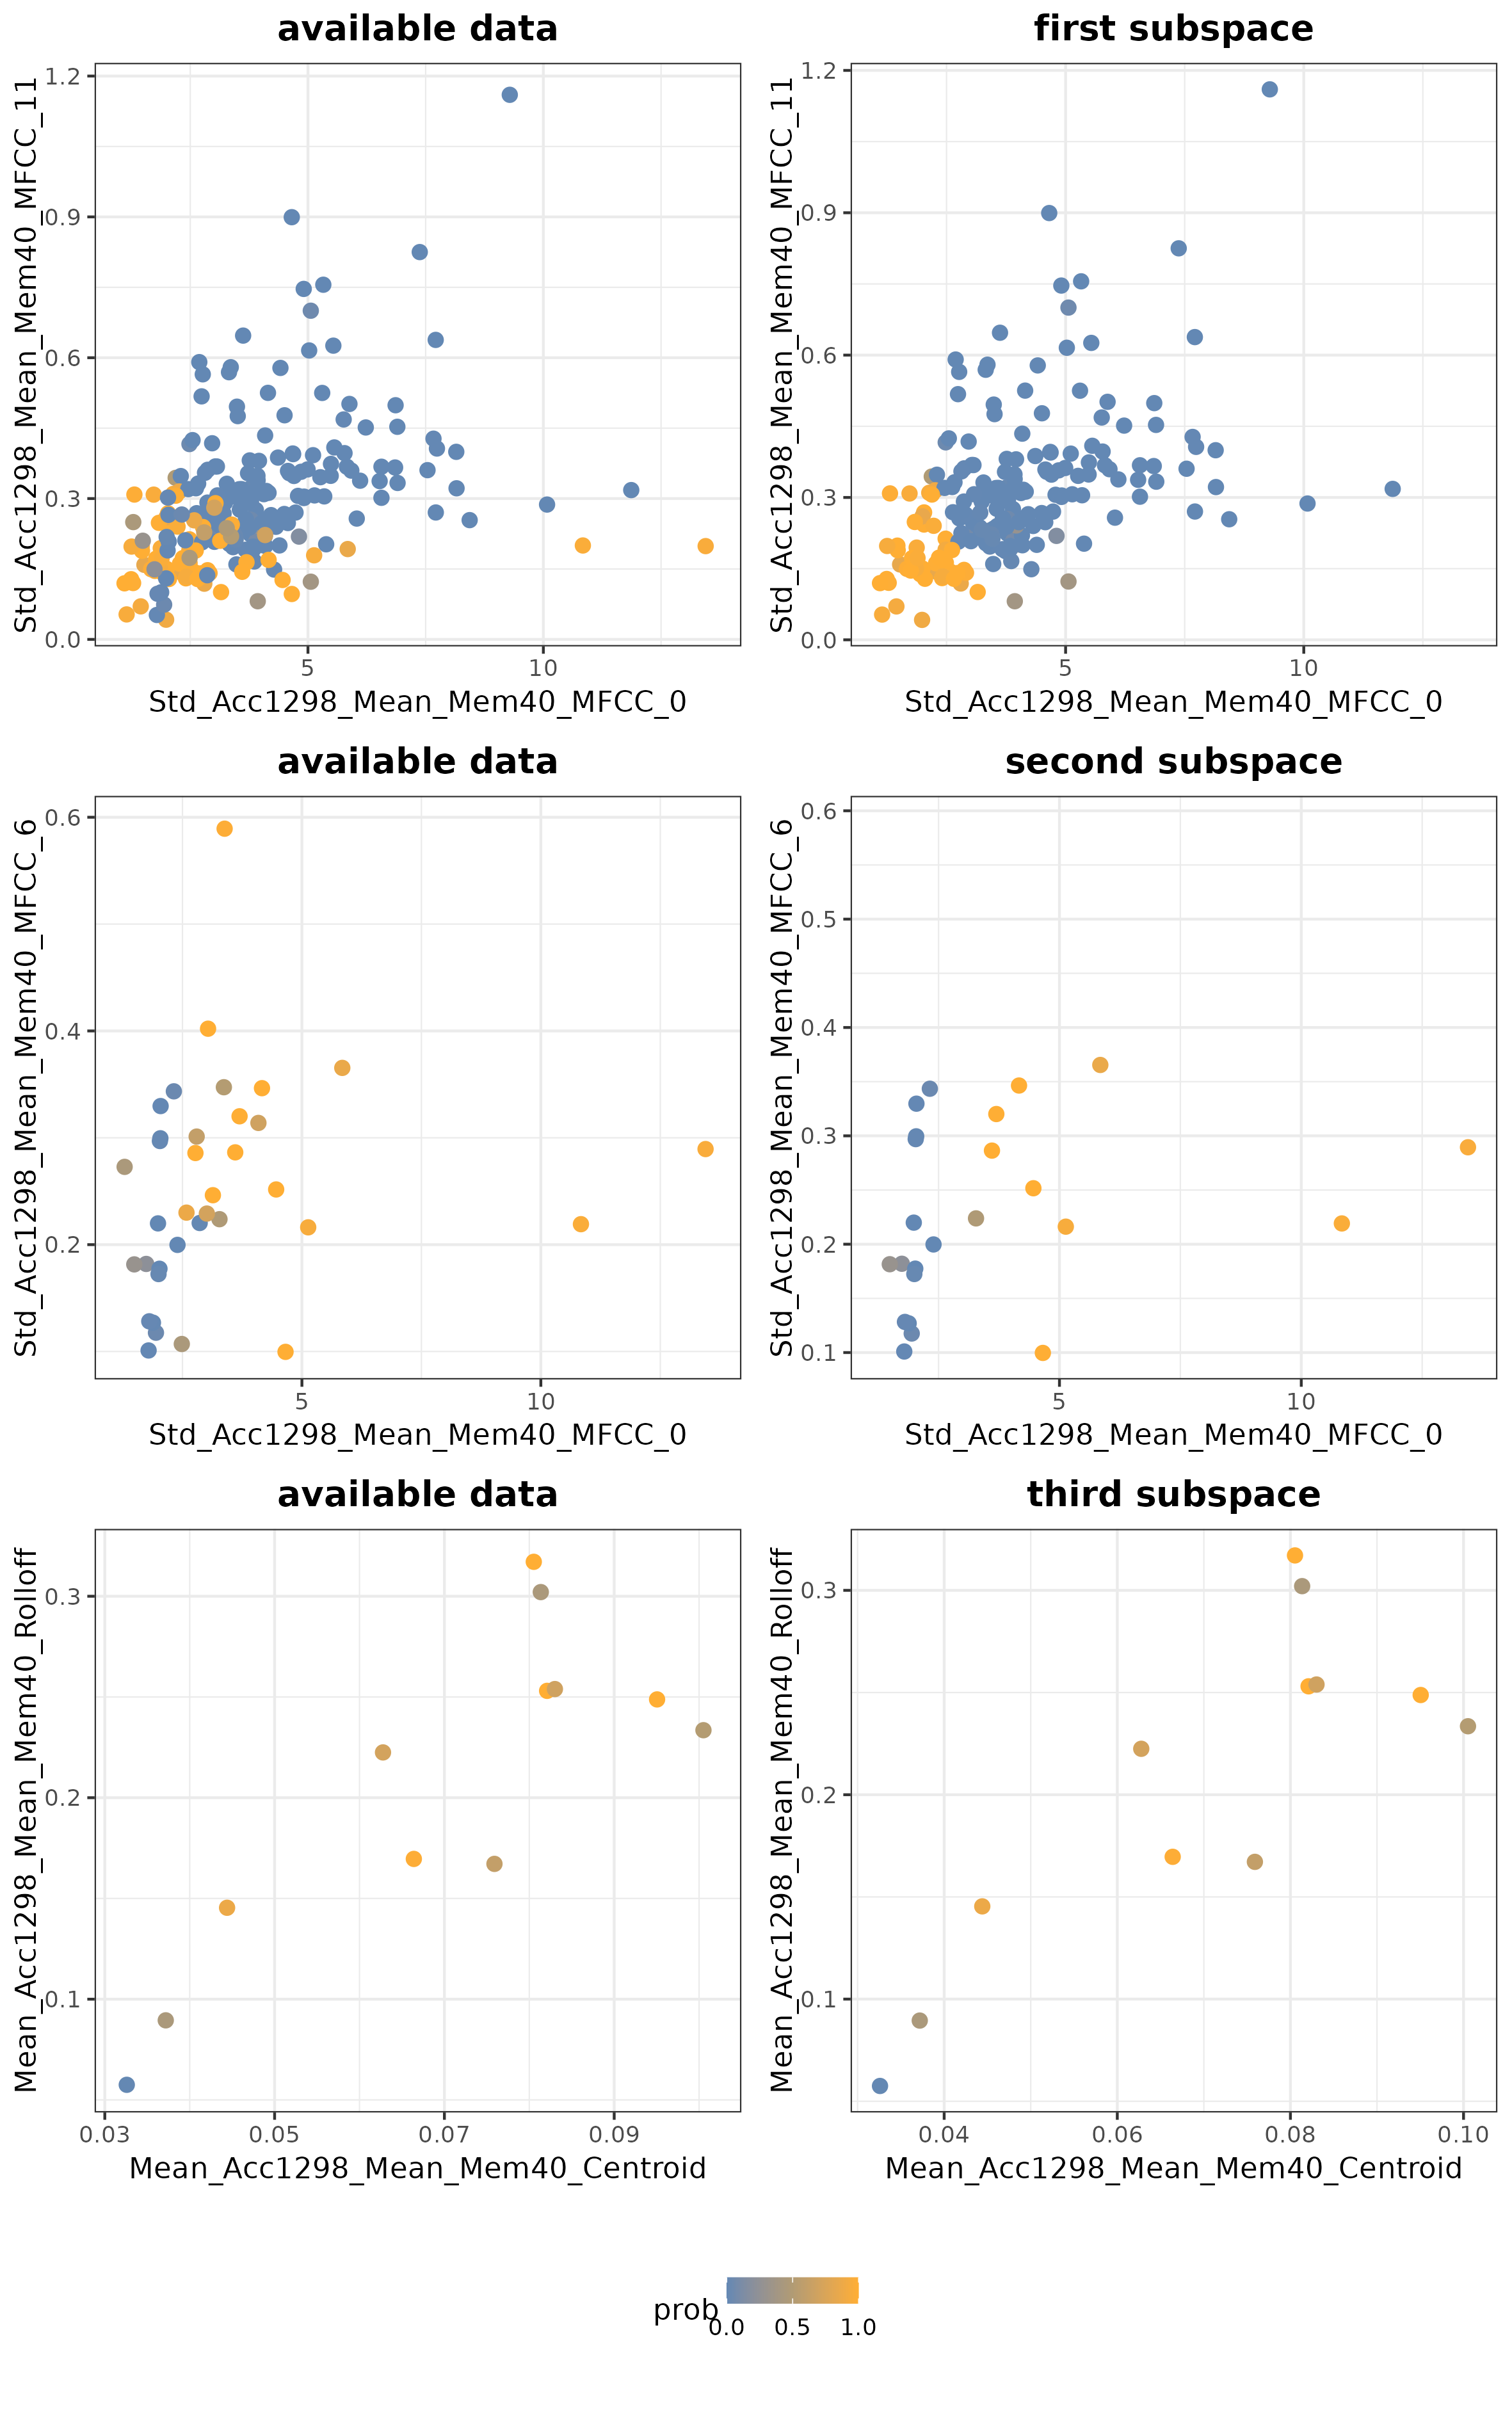 available data
first subspace
Std_Acc1298_Mean_Mem40_MFCC_11
1.2
0.9
0.6
0.3
0.0
5 10
Std_Acc1298_Mean_Mem40_MFCC_0
Std_Acc1298_Mean_Mem40_MFCC_11
1.2
0.9
0.6
0.3
0.0
5 10
Std_Acc1298_Mean_Mem40_MFCC_0
available data
second subspace
Std_Acc1298_Mean_Mem40_MFCC_6
0.6
0.4
0.2
5 10
Std_Acc1298_Mean_Mem40_MFCC_0
Std_Acc1298_Mean_Mem40_MFCC_6
0.6
0.5
0.4
0.3
0.2
0.1
5 10
Std_Acc1298_Mean_Mem40_MFCC_0
available data
third subspace
Mean_Acc1298_Mean_Mem40_Rolloff
0.3
0.2
0.1
0.03 0.05 0.07 0.09
Mean_Acc1298_Mean_Mem40_Centroid
Mean_Acc1298_Mean_Mem40_Rolloff
0.3
0.2
0.1
0.04 0.06 0.08 0.10
Mean_Acc1298_Mean_Mem40_Centroid
prob
0.0 0.5 1.0